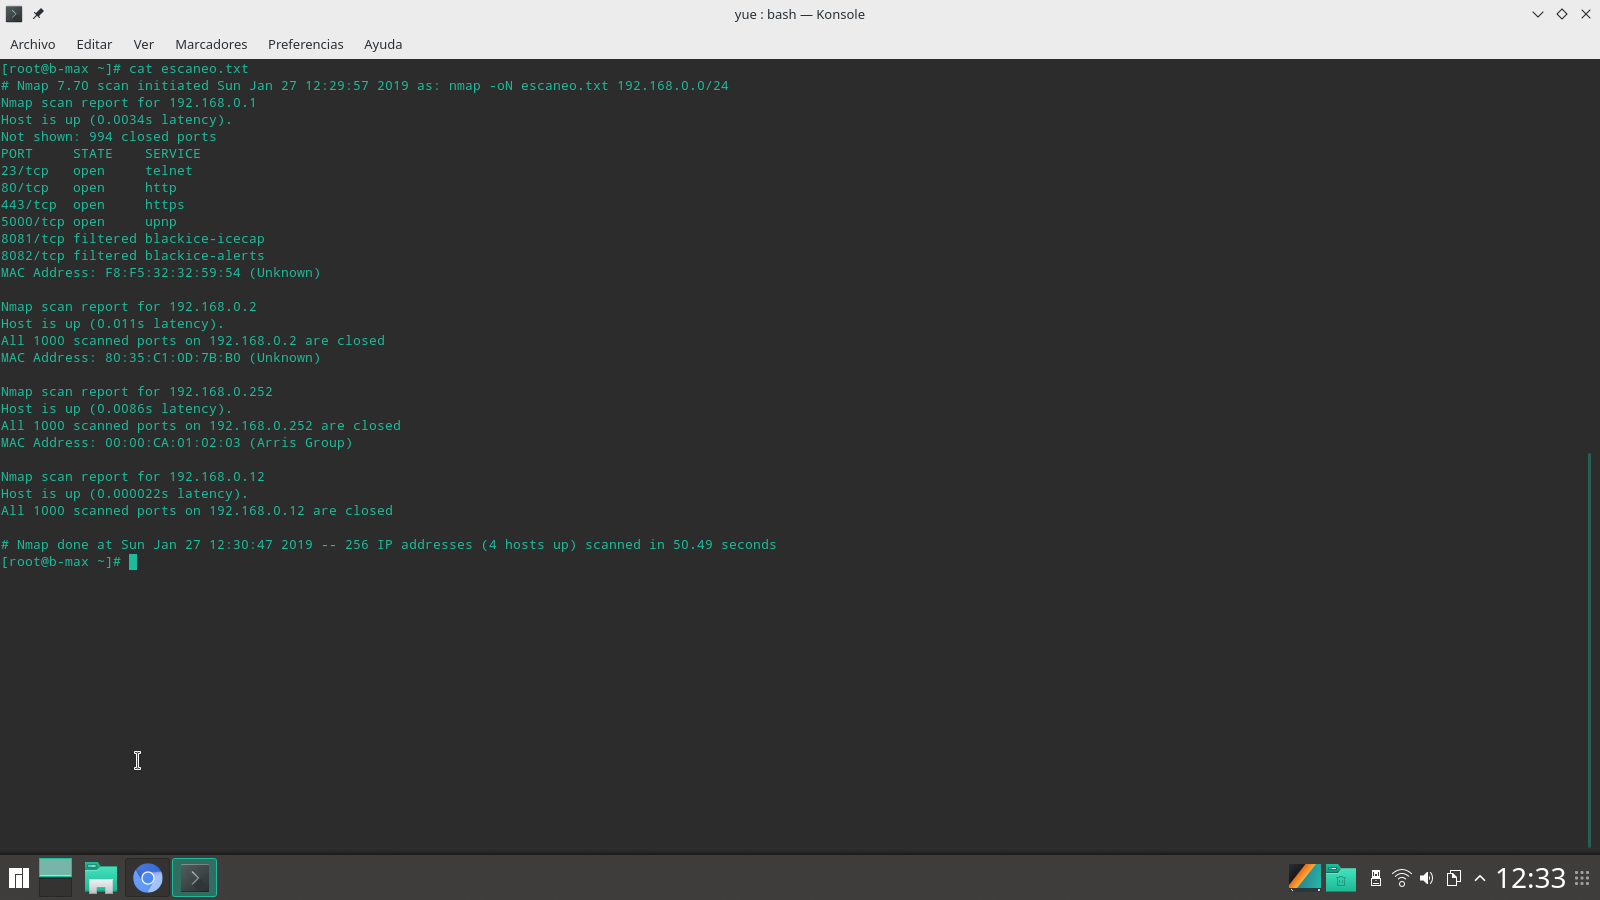 yue : bash — Konsole
Archivo Editar Ver Marcadores Preferencias Ayuda
[root@b-max ~]# cat escaneo.txt
# Nmap 7.70 scan initiated Sun Jan 27 12:29:57 2019 as: nmap -oN escaneo.txt 192.168.0.0/24
Nmap scan report for 192.168.0.1
Host is up (0.0034s latency).
Not shown: 994 closed ports
PORT     STATE    SERVICE
23/tcp   open     telnet
80/tcp   open     http
443/tcp  open     https
5000/tcp open     upnp
8081/tcp filtered blackice-icecap
8082/tcp filtered blackice-alerts
MAC Address: F8:F5:32:32:59:54 (Unknown)

Nmap scan report for 192.168.0.2
Host is up (0.011s latency).
All 1000 scanned ports on 192.168.0.2 are closed
MAC Address: 80:35:C1:0D:7B:B0 (Unknown)

Nmap scan report for 192.168.0.252
Host is up (0.0086s latency).
All 1000 scanned ports on 192.168.0.252 are closed
MAC Address: 00:00:CA:01:02:03 (Arris Group)

Nmap scan report for 192.168.0.12
Host is up (0.000022s latency).
All 1000 scanned ports on 192.168.0.12 are closed

# Nmap done at Sun Jan 27 12:30:47 2019 -- 256 IP addresses (4 hosts up) scanned in 50.49 seconds
[root@b-max ~]#
12:33